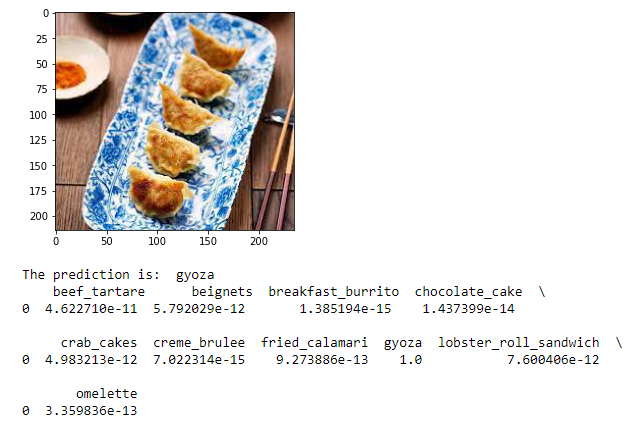 0
25
50
75
100
125
150
175
200
0 50 100 150 200
The prediction is: gyoza
beef_tartare beignets breakfast_burrito chocolate_cake \
0 4.622710e-11 5.792029e-12 1.385194e-15 1.437399e-14
crab_cakes creme_brulee fried_calamari gyoza lobster_roll_sandwich \
0 4.983213e-12 7.022314e-15 9.273886e-13 1.0 7.600406e-12
omelette
0 3.359836e-13